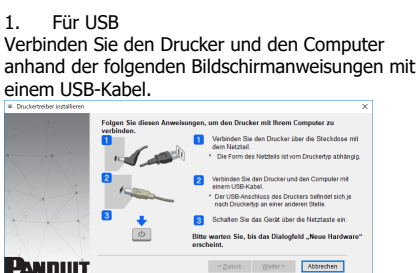 1. Für USB
Verbinden Sie den Drucker und den Computer
anhand der folgenden Bildschirmanweisungen mit
einem USB-Kabel.
Druckertreiber installieren
Folgen Sie diesen Anweisungen, um den Drucker mit Ihrem Computer zu
verbinden.
1
1 Verbinden Sie den Drucker über die Steckdose mit
dem Netzteil.
* Die Form des Netzteils ist vom Druckertyp abhängig.
2
2 Verbinden Sie den Drucker und den Computer mit
einem USB-Kabel.
* Der USB-Anschluss des Druckers befindet sich je
nach Druckertyp an einer anderen Stelle.
3
3 Schalten Sie das Gerät über die Netztaste ein.
Bitte warten Sie, bis das Dialogfeld „Neue Hardware"
erscheint.
PANDUIT
< Zurück Weiter > Abbrechen